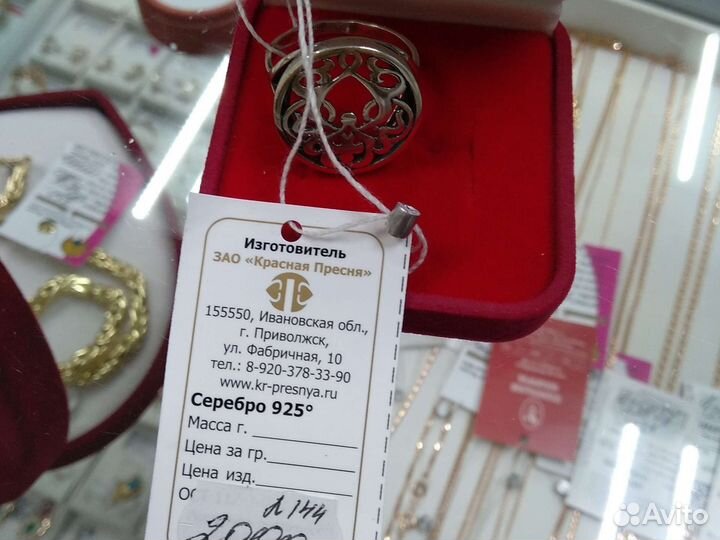 Изготовитель
ЗАО «Красная Пресня»
155550, Ивановская обл.,
г. Приволжск,
ул. Фабричная, 10
тел.: 8-920-378-33-90
www.kr-presnya.ru
Серебро 925°
Масса г.
Цена за гр.
Цена изд.
2144
Avito